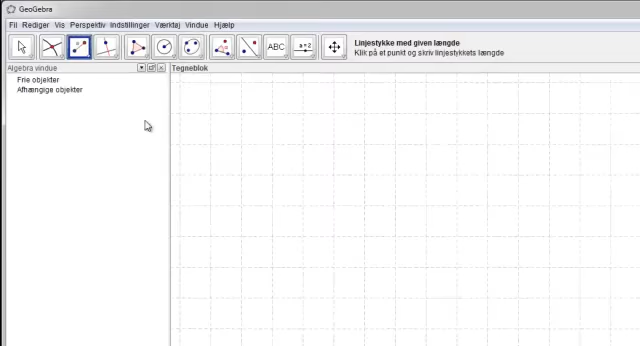 GeoGebra
Fil Rediger Vis Perspektiv Indstillinger Værktøj Vindue Hjælp
ABC
a=2
Linjestykke med given længde
Klik på et punkt og skriv linjestykkets længde
Algebra vindue
Tegneblok
Frie objekter
Afhængige objekter